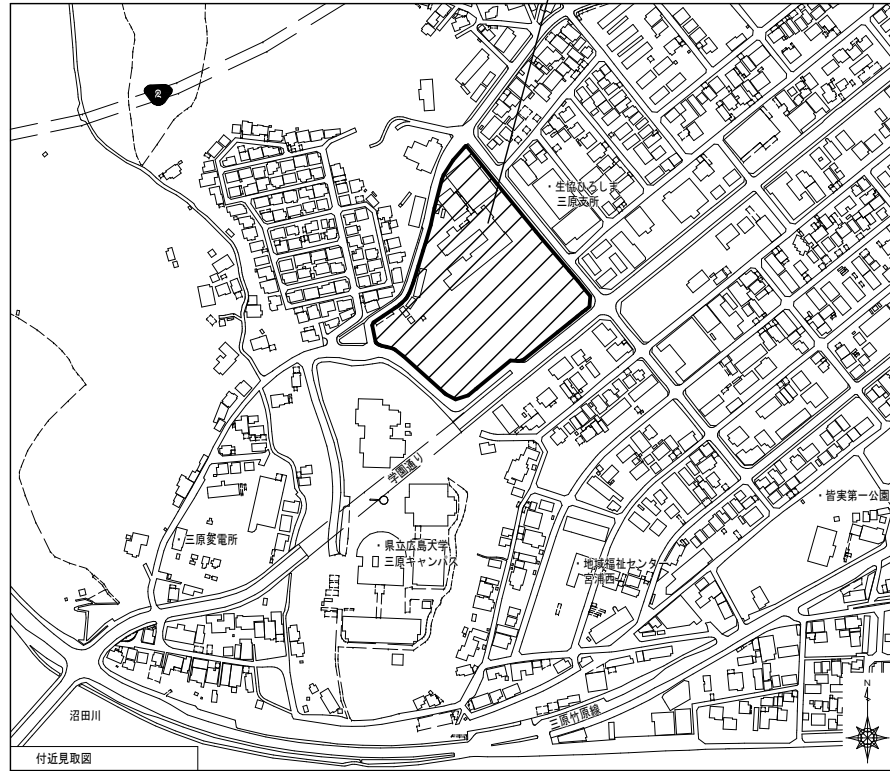 ・生協ひろしま
三原支所
学園通り
・皆実第一公園
・三原変電所
・県立広島大学
三原キャンパス
・地域福祉センター
宮浦西
三原竹原線
沼田川
N
付近見取図